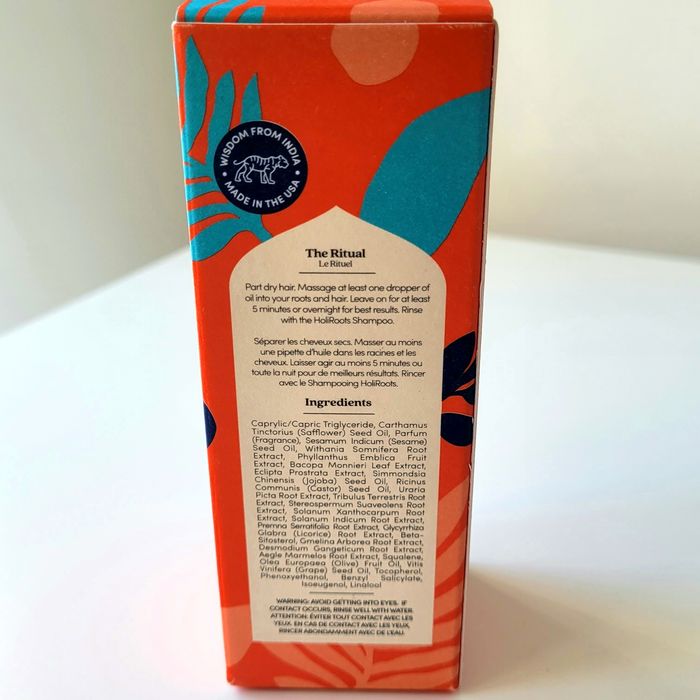 WISDOM FROM INDIA
MADE IN THE USA
The Ritual
Le Rituel
Part dry hair. Massage at least one dropper of
oil into your roots and hair. Leave on for at least
5 minutes or overnight for best results. Rinse
with the HoliRoots Shampoo.
Séparer les cheveux secs. Masser au moins
une pipette d'huile dans les racines et les
cheveux. Laisser agir au moins 5 minutes ou
toute la nuit pour de meilleurs résultats. Rincer
avec le Shampooing HoliRoots.
Ingredients
Caprylic/Capric Triglyceride, Carthamus
Tinctorius (Safflower) Seed Oil, Parfum
(Fragrance), Sesamum Indicum (Sesame)
Seed Oil, Withania Somnifera Root
Extract, Phyllanthus Emblica Fruit
Extract, Bacopa Monnieri Leaf Extract,
Eclipta Prostrata Extract, Simmondsia
Chinensis (Jojoba) Seed Oil, Ricinus
Communis (Castor) Seed Oil, Uraria
Picta Root Extract, Tribulus Terrestris Root
Extract, Stereospermum Suaveolens Root
Extract, Solanum Xanthocarpum Root
Extract, Solanum Indicum Root Extract,
Premna Serratifolia Root Extract, Glycyrrhiza
Glabra (Licorice) Root Extract, Beta-
Sitosterol, Gmelina Arborea Root Extract,
Desmodium Gangeticum Root Extract,
Aegle Marmelos Root Extract, Squalene,
Olea Europaea (Olive) Fruit Oil, Vitis
Vinifera (Grape) Seed Oil, Tocopherol,
Phenoxyethanol, Benzyl Salicylate,
Isoeugenol, Linalool
WARNING: AVOID GETTING INTO EYES. IF
CONTACT OCCURS, RINSE WELL WITH WATER.
ATTENTION: ÉVITER TOUT CONTACT AVEC LES
YEUX. EN CAS DE CONTACT AVEC LES YEUX,
RINCER ABONDAMMENT AVEC DE L'EAU.